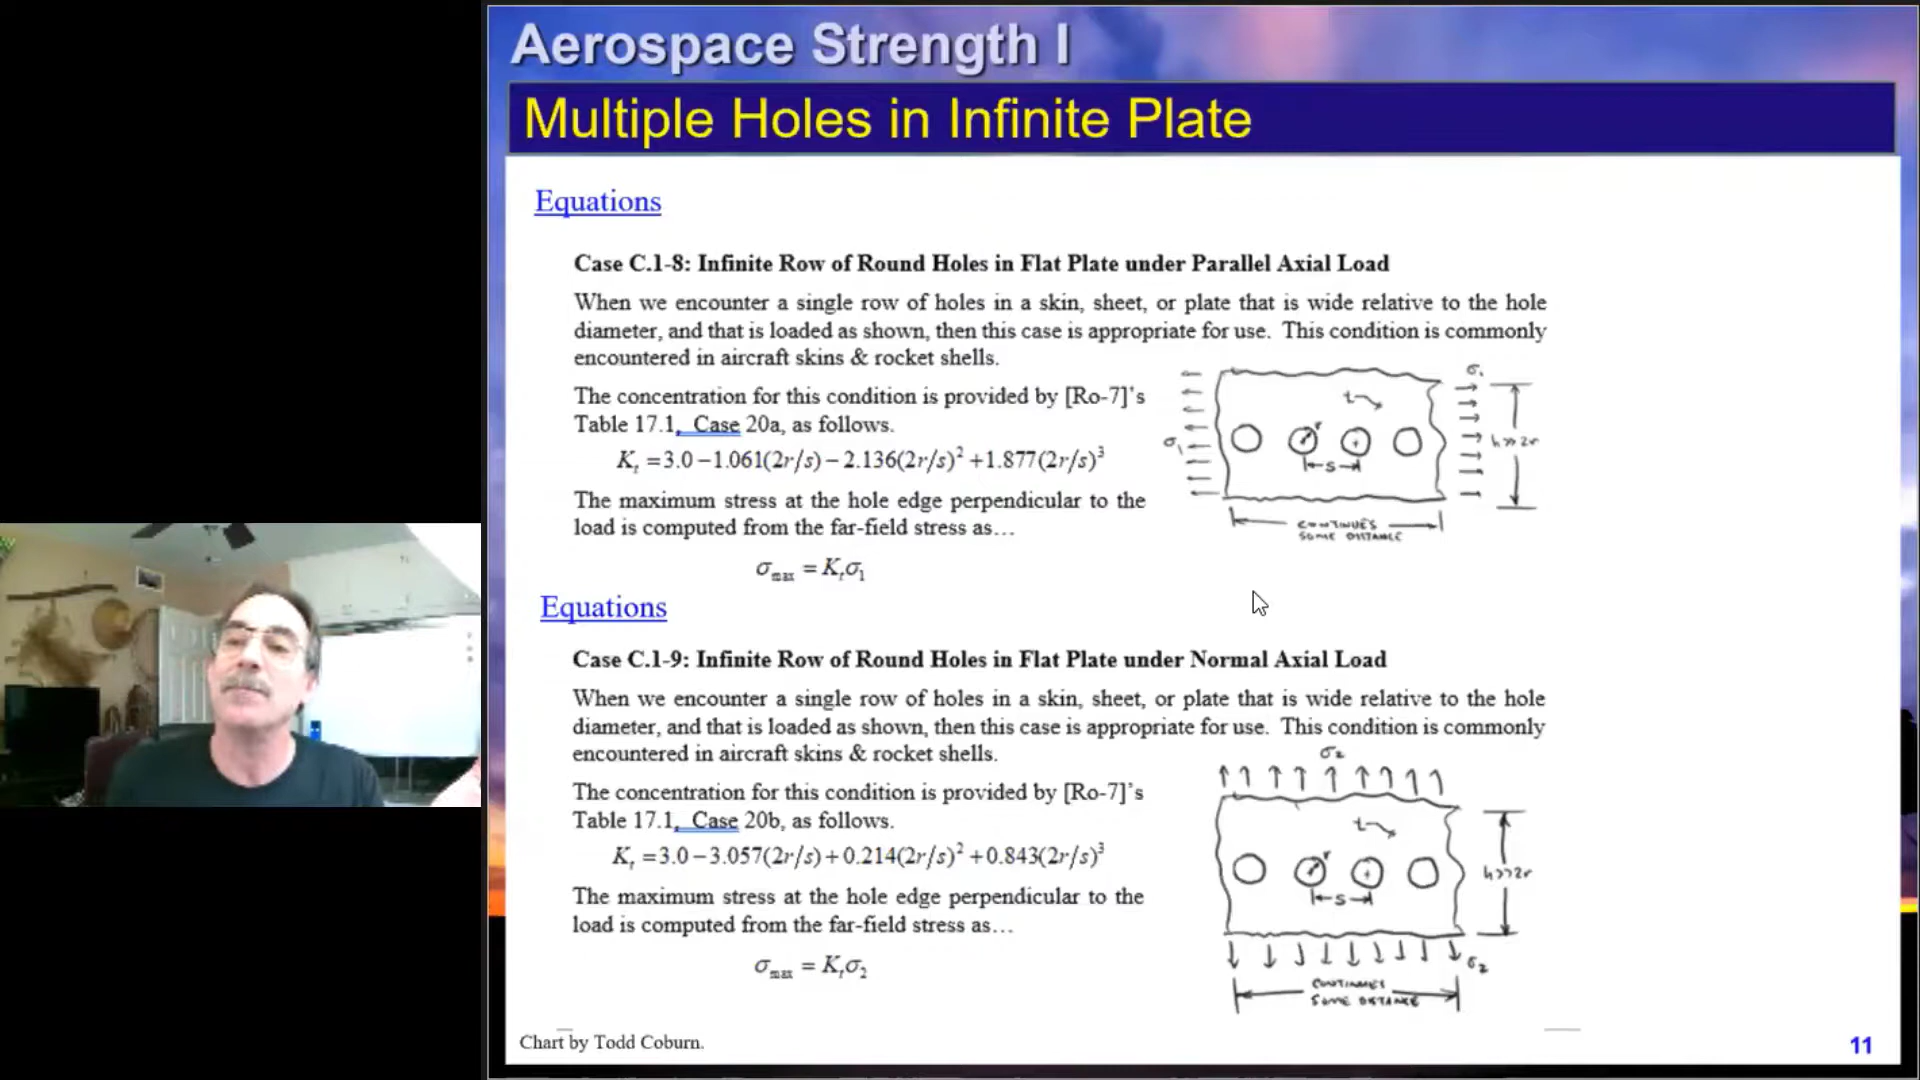 Aerospace Strength I
Multiple Holes in Infinite Plate
Equations
Case C.1-8: Infinite Row of Round Holes in Flat Plate under Parallel Axial Load
When we encounter a single row of holes in a skin, sheet, or plate that is wide relative to the hole
diameter, and that is loaded as shown, then this case is appropriate for use. This condition is commonly
encountered in aircraft skins & rocket shells.
The concentration for this condition is provided by [Ro-7]'s
Table 17.1, Case 20a, as follows.
K_t = 3.0 − 1.061(2r/s) − 2.136(2r/s)² + 1.877(2r/s)³
The maximum stress at the hole edge perpendicular to the
load is computed from the far-field stress as…
σ_max = K_tσ_1
σ_1
t
σ_1
r
h>>2r
s
CONTINUES
SOME DISTANCE
Equations
Case C.1-9: Infinite Row of Round Holes in Flat Plate under Normal Axial Load
When we encounter a single row of holes in a skin, sheet, or plate that is wide relative to the hole
diameter, and that is loaded as shown, then this case is appropriate for use. This condition is commonly
encountered in aircraft skins & rocket shells.
The concentration for this condition is provided by [Ro-7]'s
Table 17.1, Case 20b, as follows.
K_t = 3.0 − 3.057(2r/s) + 0.214(2r/s)² + 0.843(2r/s)³
The maximum stress at the hole edge perpendicular to the
load is computed from the far-field stress as…
σ_max = K_tσ_2
σ_2
t
r
h>>2r
s
σ_2
CONTINUES
SOME DISTANCE
Chart by Todd Coburn.
11